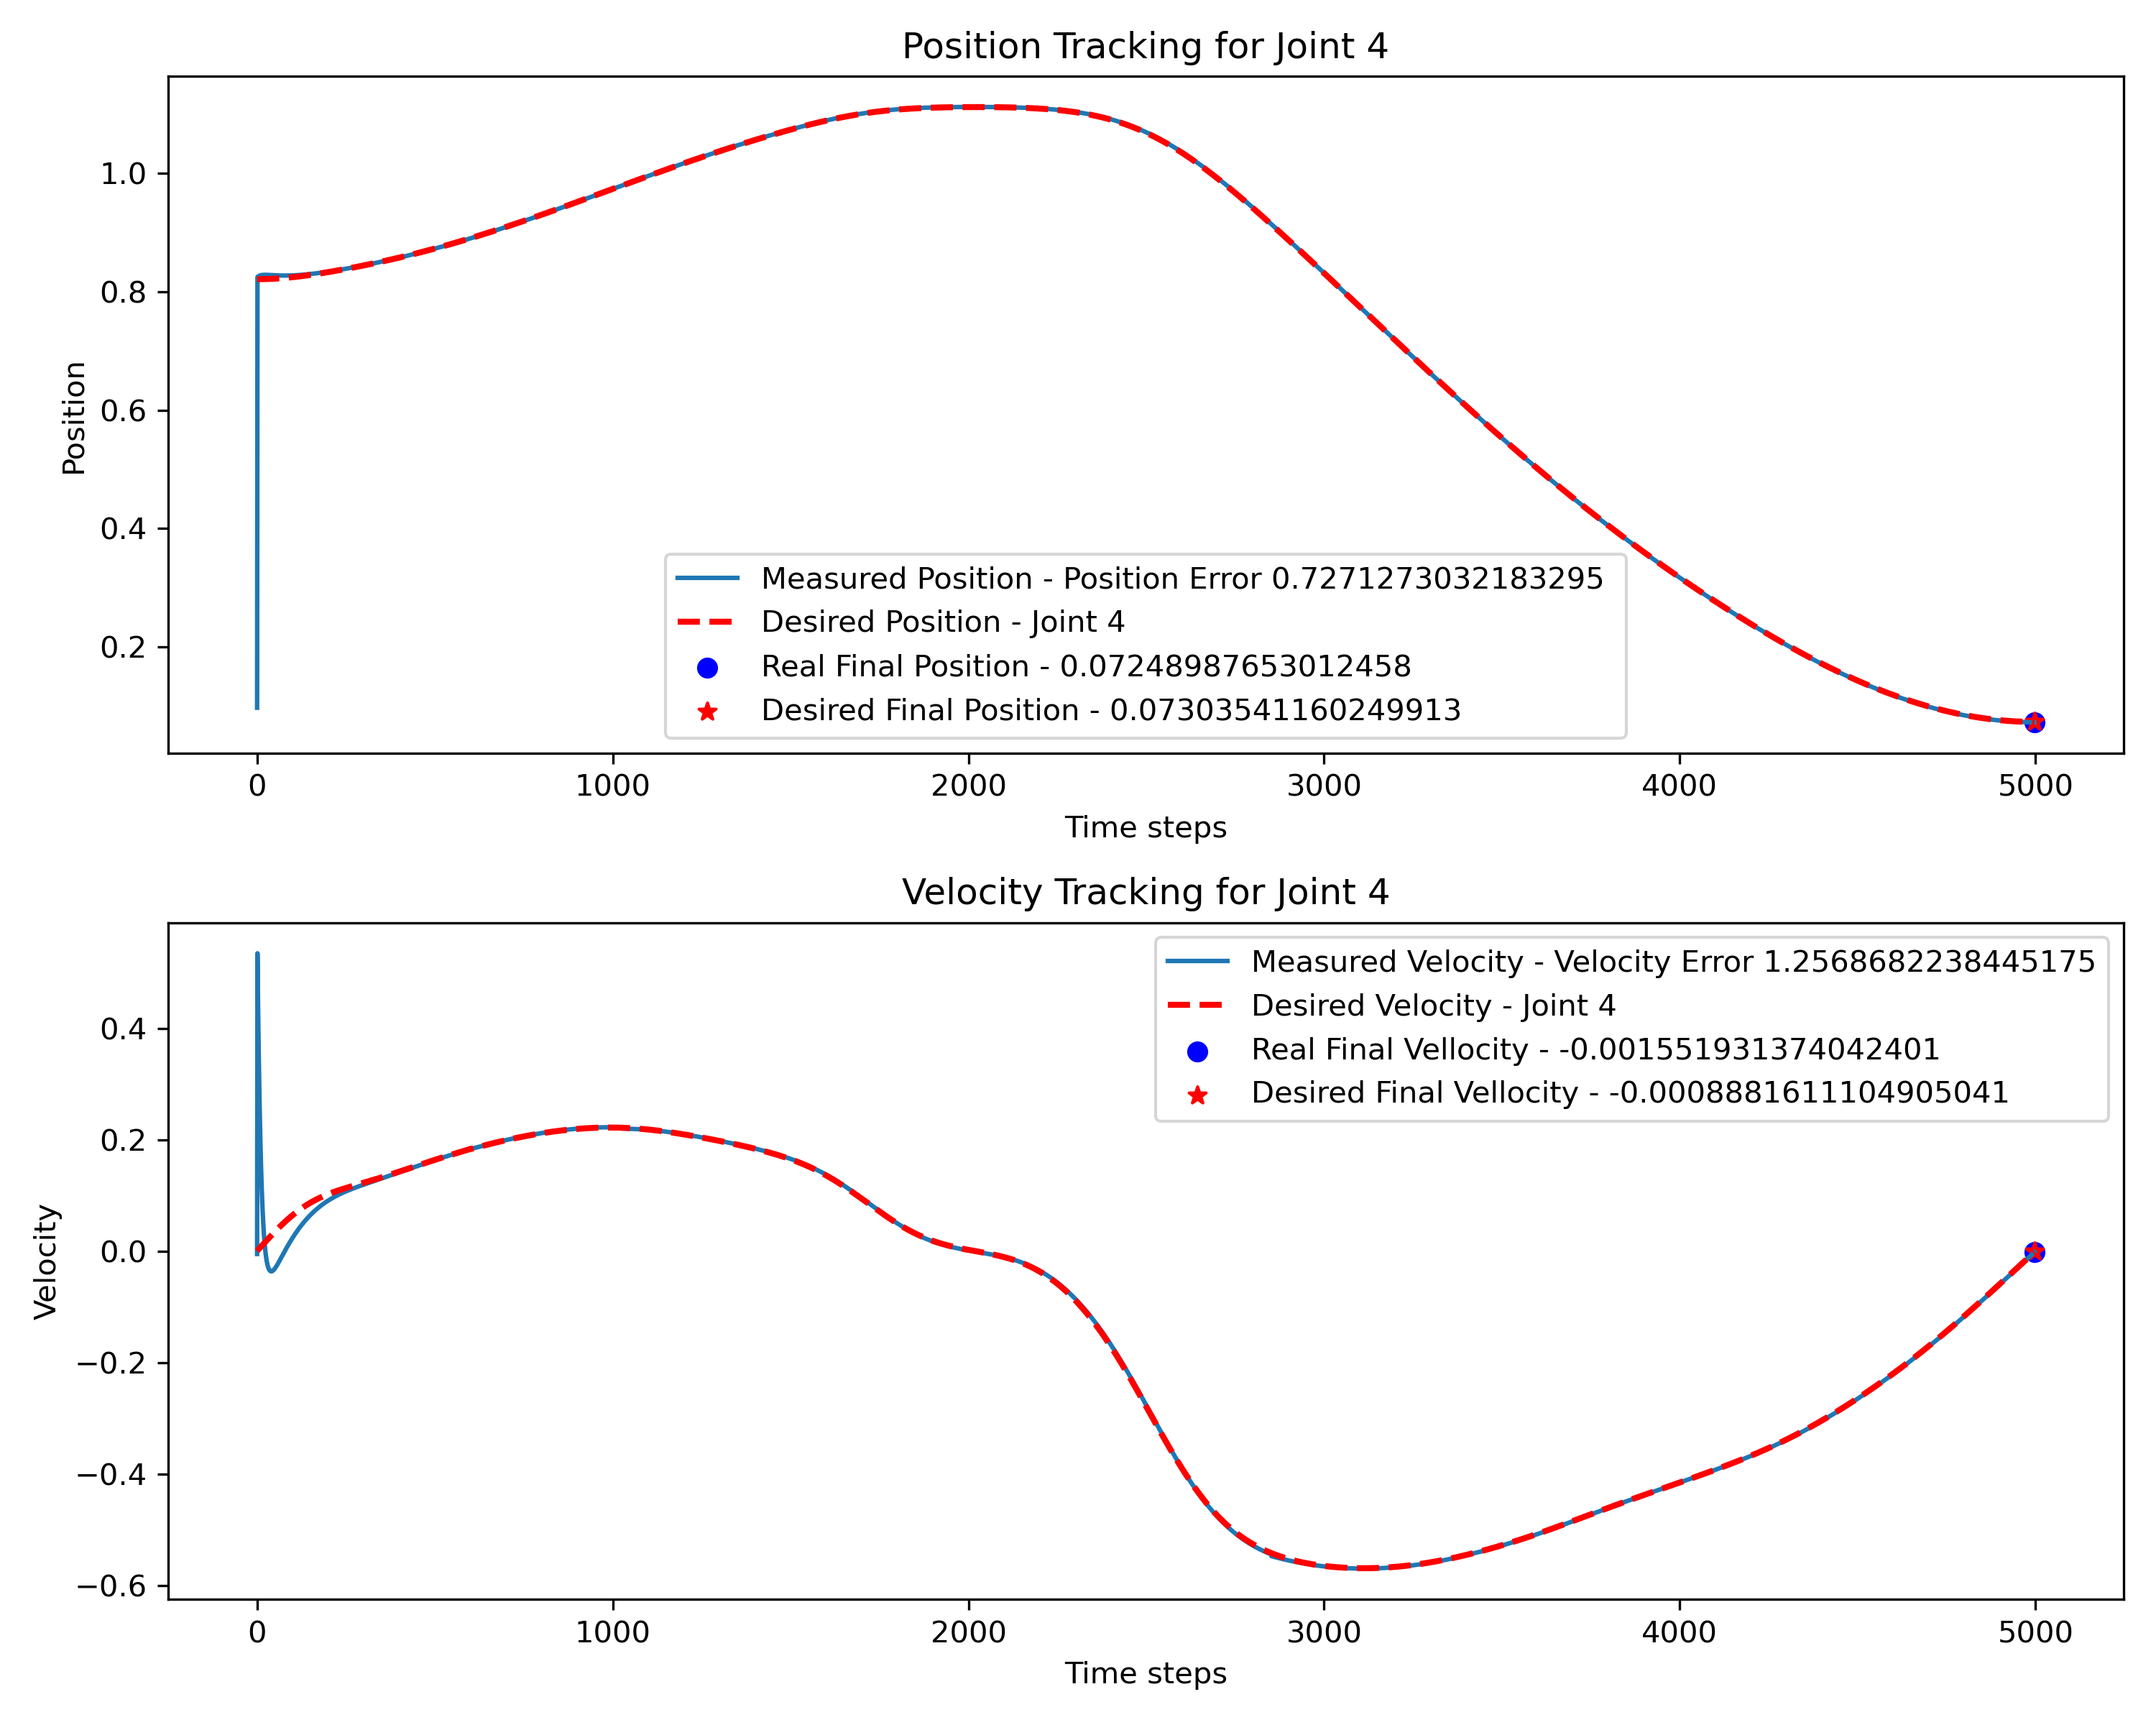 Position Tracking for Joint 4
Position
1.0
0.8
0.6
0.4
0.2
Measured Position - Position Error 0.7271273032183295
Desired Position - Joint 4
Real Final Position - 0.07248987653012458
Desired Final Position - 0.07303541160249913
0 1000 2000 3000 4000 5000
Time steps
Velocity Tracking for Joint 4
Velocity
0.4
0.2
0.0
−0.2
−0.4
−0.6
Measured Velocity - Velocity Error 1.2568682238445175
Desired Velocity - Joint 4
Real Final Vellocity - -0.001551931374042401
Desired Final Vellocity - -0.0008881611104905041
0 1000 2000 3000 4000 5000
Time steps